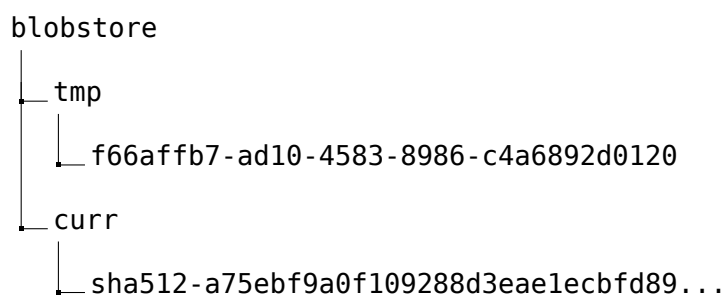 blobstore
tmp
f66affb7-ad10-4583-8986-c4a6892d0120
curr
sha512-a75ebf9a0f109288d3eae1ecbfd89...